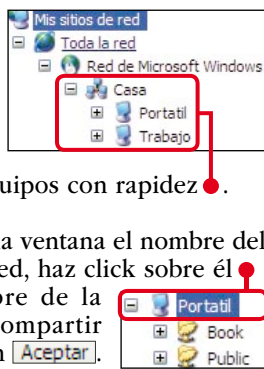 Mis sitios de red
Toda la red
Red de Microsoft Windows
Casa
Portatil
Trabajo
uipos con rapidez .
a ventana el nombre del
ed, haz click sobre él
bre de la
ompartir
n Aceptar .
Portatil
Book
Public